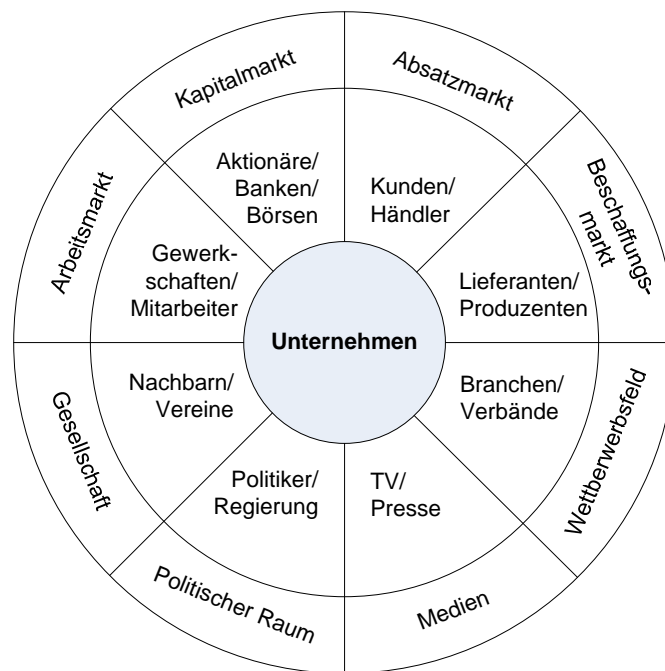 Kapitalmarkt
Absatzmarkt
Beschaffungs-
markt
Wettberwerbsfeld
Medien
Politischer Raum
Gesellschaft
Arbeitsmarkt
Aktionäre/
Banken/
Börsen
Kunden/
Händler
Lieferanten/
Produzenten
Branchen/
Verbände
TV/
Presse
Politiker/
Regierung
Nachbarn/
Vereine
Gewerk-
schaften/
Mitarbeiter
Unternehmen